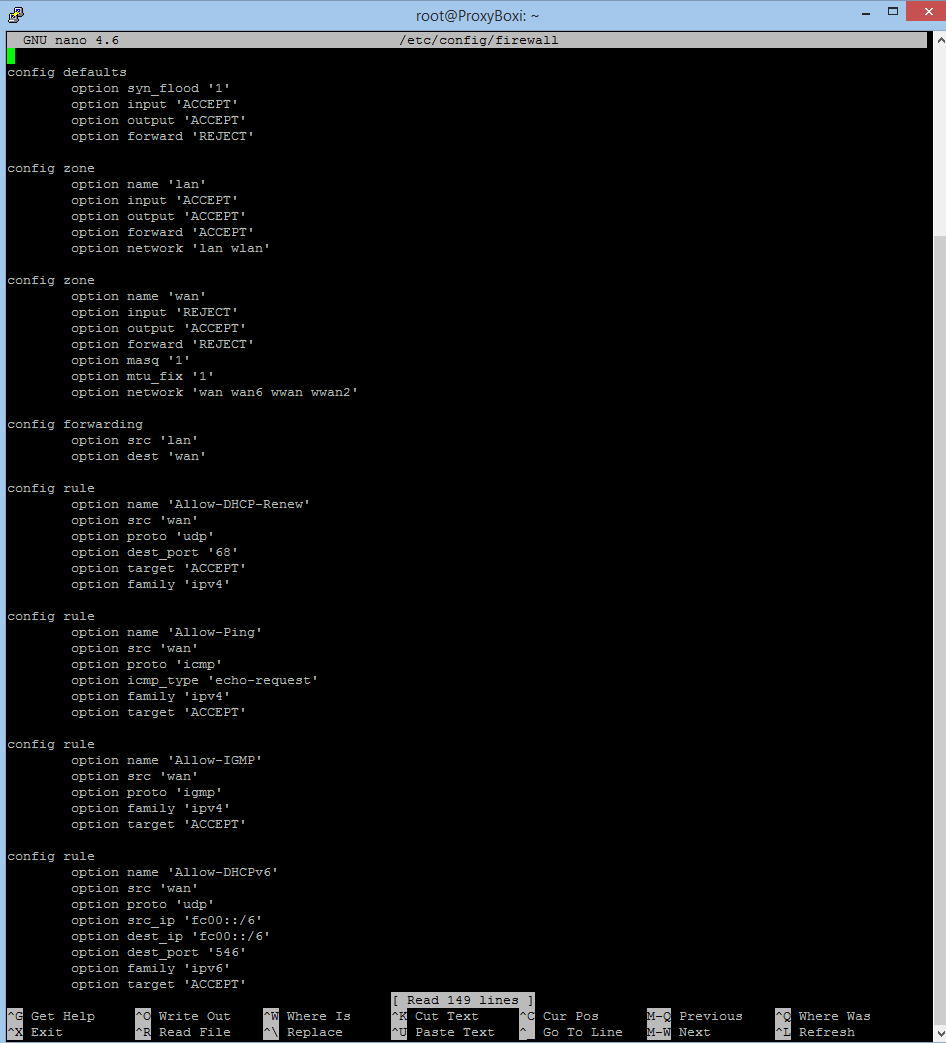 root@ProxyBoxi: ~
GNU nano 4.6 /etc/config/firewall
config defaults
option syn_flood '1'
option input 'ACCEPT'
option output 'ACCEPT'
option forward 'REJECT'
config zone
option name 'lan'
option input 'ACCEPT'
option output 'ACCEPT'
option forward 'ACCEPT'
option network 'lan wlan'
config zone
option name 'wan'
option input 'REJECT'
option output 'ACCEPT'
option forward 'REJECT'
option masq '1'
option mtu_fix '1'
option network 'wan wan6 wwan wwan2'
config forwarding
option src 'lan'
option dest 'wan'
config rule
option name 'Allow-DHCP-Renew'
option src 'wan'
option proto 'udp'
option dest_port '68'
option target 'ACCEPT'
option family 'ipv4'
config rule
option name 'Allow-Ping'
option src 'wan'
option proto 'icmp'
option icmp_type 'echo-request'
option family 'ipv4'
option target 'ACCEPT'
config rule
option name 'Allow-IGMP'
option src 'wan'
option proto 'igmp'
option family 'ipv4'
option target 'ACCEPT'
config rule
option name 'Allow-DHCPv6'
option src 'wan'
option proto 'udp'
option src_ip 'fc00::/6'
option dest_ip 'fc00::/6'
option dest_port '546'
option family 'ipv6'
option target 'ACCEPT'
[ Read 149 lines ]
^G Get Help ^O Write Out ^W Where Is ^K Cut Text ^C Cur Pos M-Q Previous ^Q Where Was
^X Exit ^R Read File ^\ Replace ^U Paste Text ^_ Go To Line M-W Next ^L Refresh